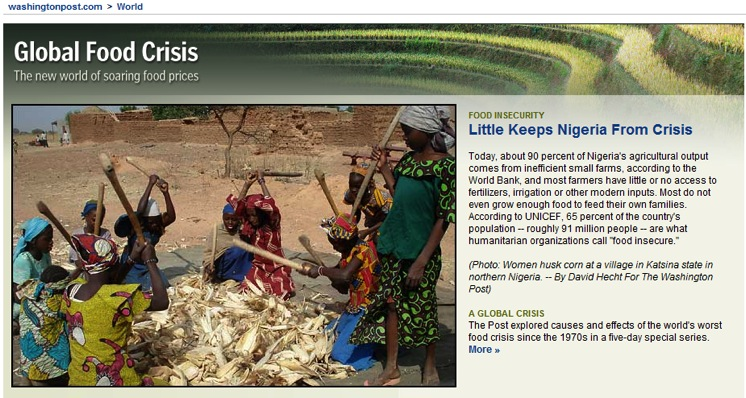 washingtonpost.com > World
Global Food Crisis
The new world of soaring food prices
FOOD INSECURITY
Little Keeps Nigeria From Crisis
Today, about 90 percent of Nigeria's agricultural output
comes from inefficient small farms, according to the
World Bank, and most farmers have little or no access to
fertilizers, irrigation or other modern inputs. Most do not
even grow enough food to feed their own families.
According to UNICEF, 65 percent of the country's
population -- roughly 91 million people -- are what
humanitarian organizations call "food insecure."
(Photo: Women husk corn at a village in Katsina state in
northern Nigeria. -- By David Hecht For The Washington
Post)
A GLOBAL CRISIS
The Post explored causes and effects of the world's worst
food crisis since the 1970s in a five-day special series.
More »